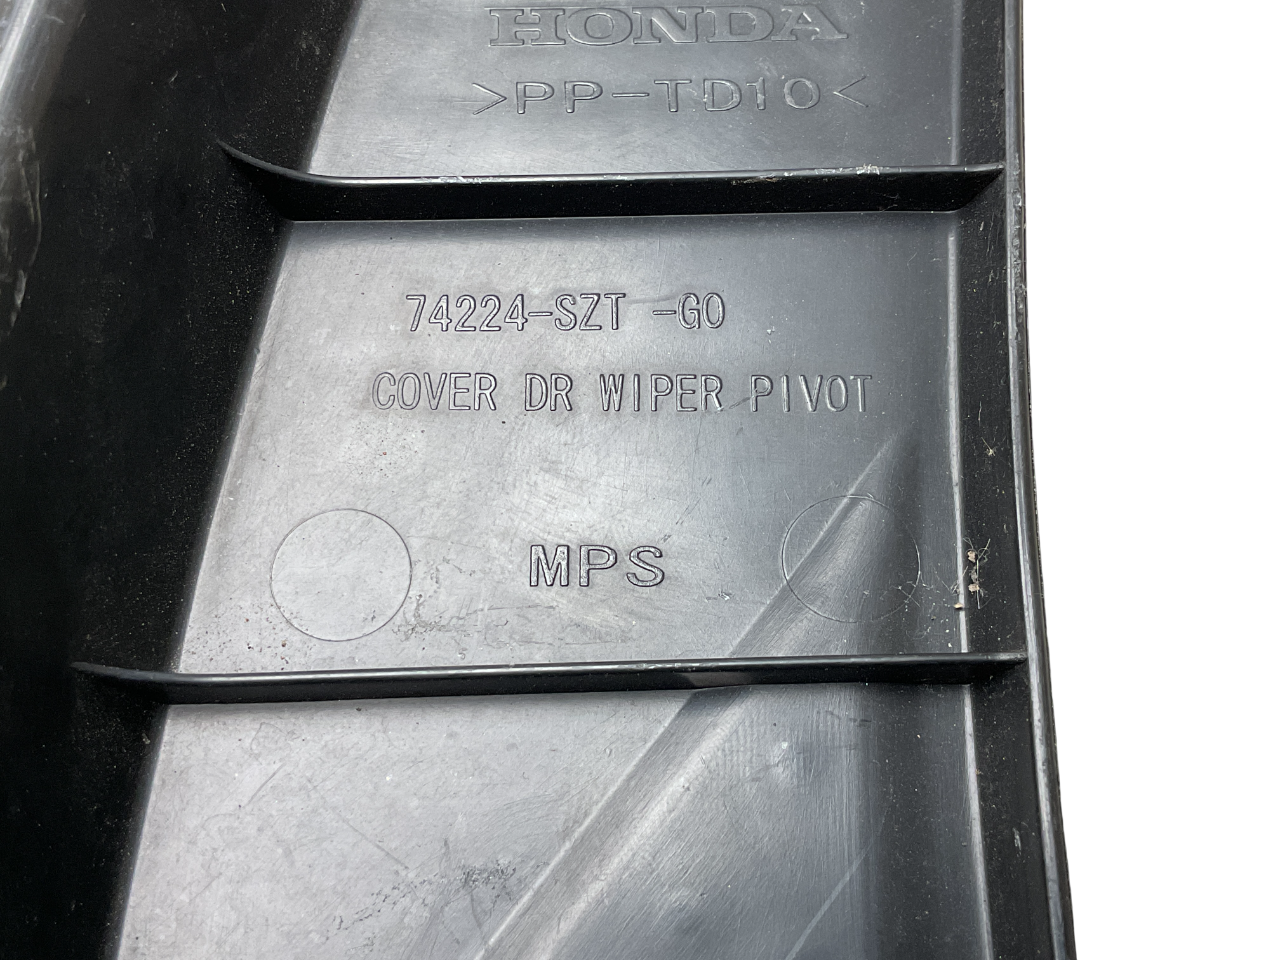 HONDA
>PP-TD10<
74224-SZT -G0
COVER DR WIPER PIVOT
MPS